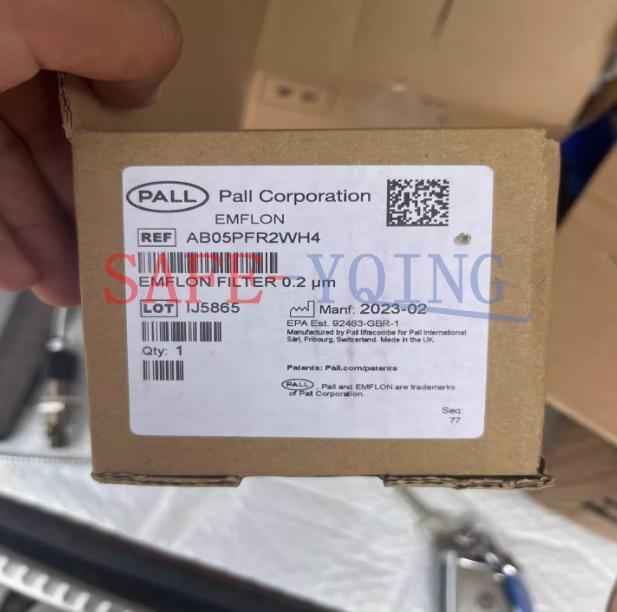 PALL Pall Corporation
EMFLON
REF AB05PFR2WH4
EMFLON FILTER 0.2 µm
SAFE-YQING
LOT IJ5865
Manf: 2023-02
EPA Est. 92463-GBR-1
Manufactured by Pall Ilfracombe for Pall International
Sàrl, Fribourg, Switzerland. Made in the UK.
Qty: 1
Patents: Pall.com/patents
PALL, Pall and EMFLON are trademarks
of Pall Corporation.
Seq:
77